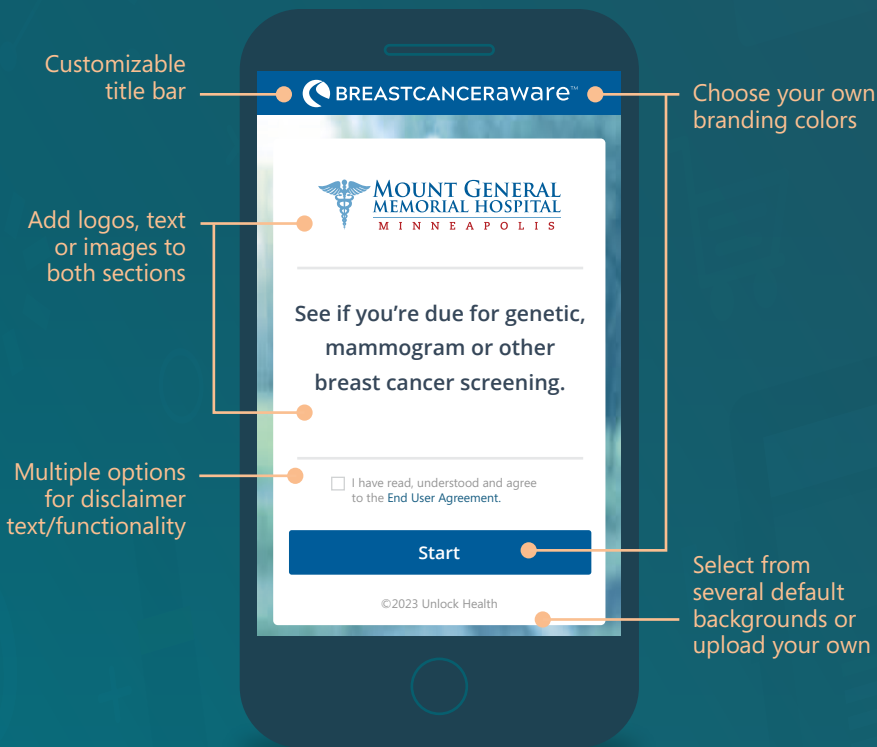 Customizable
title bar
BREASTCANCERaware™
Choose your own
branding colors
MOUNT GENERAL
MEMORIAL HOSPITAL
MINNEAPOLIS
Add logos, text
or images to
both sections
See if you’re due for genetic,
mammogram or other
breast cancer screening.
Multiple options
for disclaimer
text/functionality
I have read, understood and agree
to the End User Agreement.
Start
Select from
several default
backgrounds or
upload your own
©2023 Unlock Health